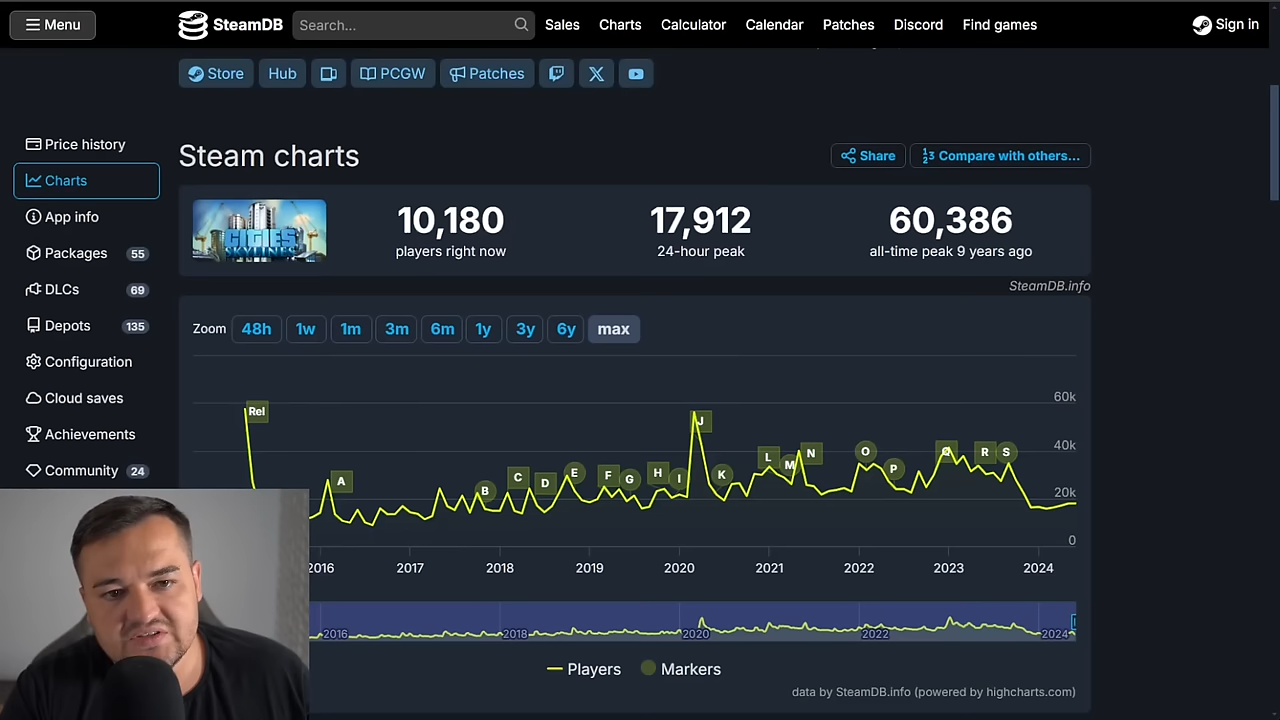 Menu
SteamDB
Search...
Sales
Charts
Calculator
Calendar
Patches
Discord
Find games
Sign in
Store
Hub
PCGW
Patches
Price history
Charts
App info
Packages 55
DLCs 69
Depots 135
Configuration
Cloud saves
Achievements
Community 24
Steam charts
Share
Compare with others...
CITIES
SKYLINES
10,180
players right now
17,912
24-hour peak
60,386
all-time peak 9 years ago
SteamDB.info
Zoom 48h 1w 1m 3m 6m 1y 3y 6y max
60k
40k
20k
0
Rel A B C D E F G H I J K L M N O P Q R S
2016 2017 2018 2019 2020 2021 2022 2023 2024
2016 2018 2020 2022 2024
Players
Markers
data by SteamDB.info (powered by highcharts.com)